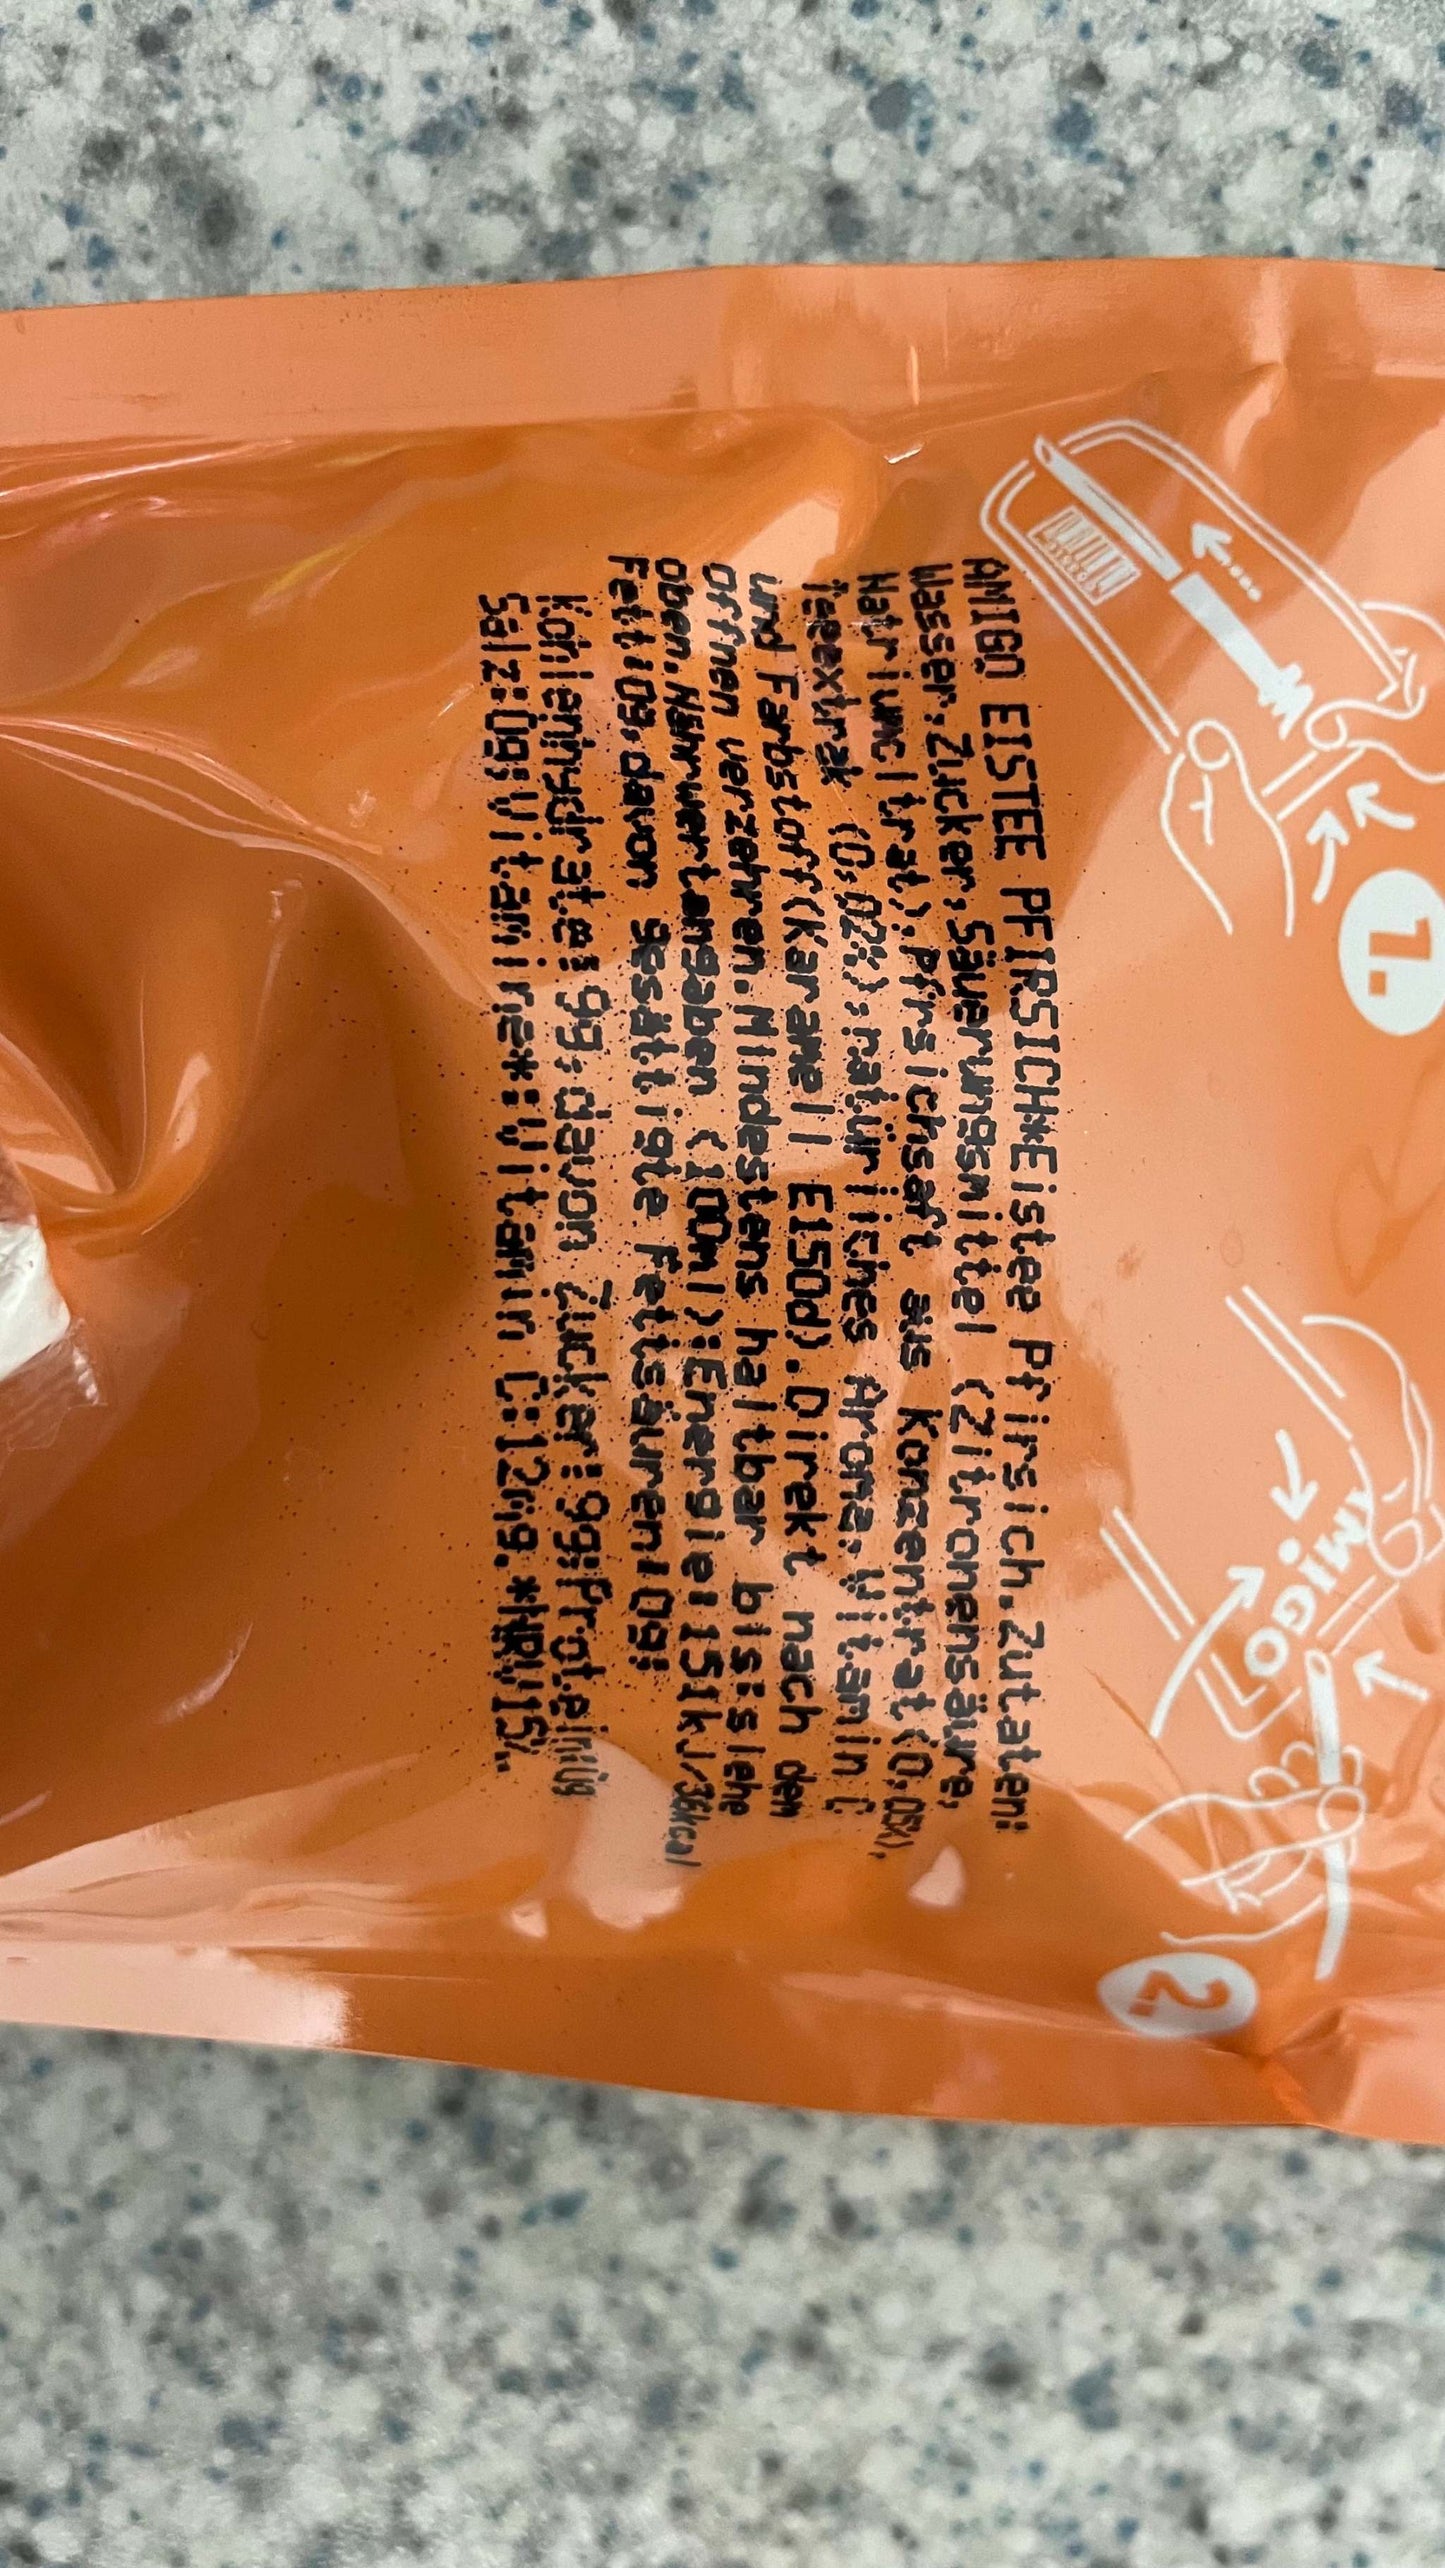 AMIGO EISTEE PFIRSICH*Eistee Pfirsich.Zutaten:
Wasser,Zucker,Säuerungsmittel (Zitronensäure,
Natriumcitrat),Pfirsichsaft aus Konzentrat(0,05%),
Teeextrak (0,02%),natürliches Aroma,Vitamin C
und Farbstoff(Karamell E150d).Direkt nach dem
öffnen verzehren.Mindestens haltbar bis:siehe
oben.Nährwertangaben (100ml):Energie:151kJ/36kcal
Fett:0g,davon gesättigte Fettsäuren:0g;
Kohlenhydrate:9g;davon Zucker:9g;Protein:0g
Salz:0g;Vitamine*:Vitamin C:12mg.*NRV15%.
1.
AMIGO
2.